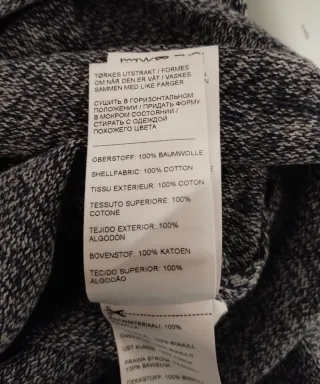 TØRKES UTSTRAKT / FORMES
OM NÅR DEN ER VÅT / VASKES
SAMMEN MED LIKE FARGER
СУШИТЬ В ГОРИЗОНТАЛЬНОМ
ПОЛОЖЕНИИ / ПРИДАТЬ ФОРМУ
В МОКРОМ СОСТОЯНИИ /
СТИРАТЬ С ОДЕЖДОЙ
ПОХОЖЕГО ЦВЕТА
OBERSTOFF: 100% BAUMWOLLE
SHELLFABRIC: 100% COTTON
TISSU EXTÉRIEUR: 100% COTON
TESSUTO SUPERIORE: 100%
COTONE
TEJIDO EXTERIOR: 100%
ALGODÓN
BOVENSTOF: 100% KATOEN
TECIDO SUPERIOR: 100%
ALGODÃO
100%